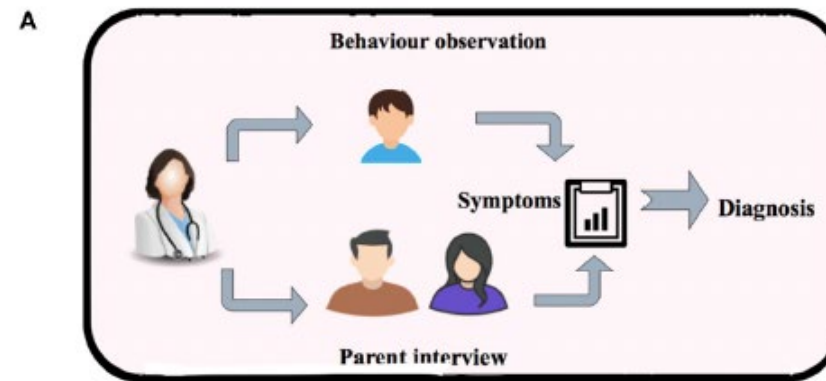 A
Behaviour observation
Symptoms
Diagnosis
Parent interview